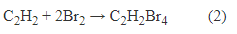 C₂H₂ + 2Br₂ → C₂H₂Br₄ (2)